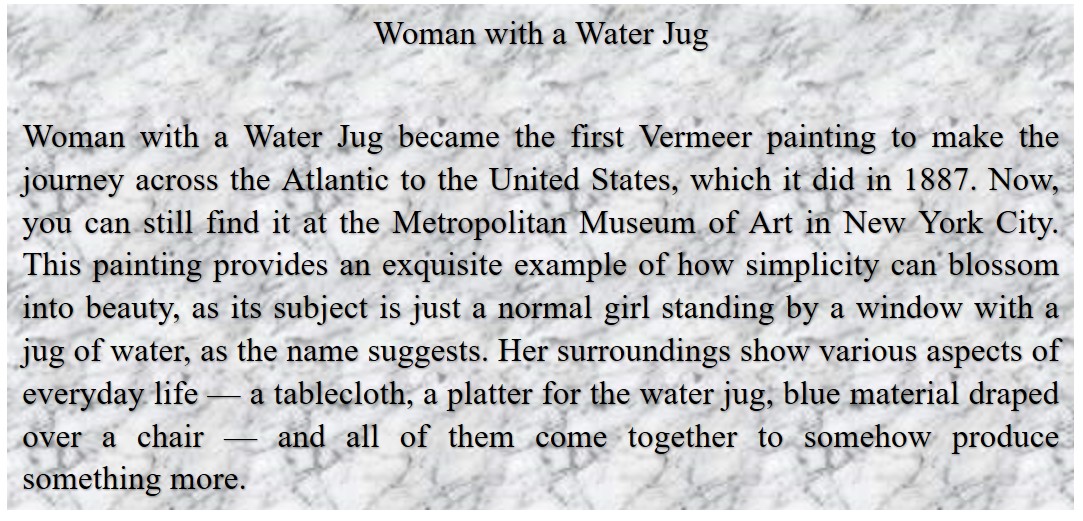 Woman with a Water Jug
Woman with a Water Jug became the first Vermeer painting to make the
journey across the Atlantic to the United States, which it did in 1887. Now,
you can still find it at the Metropolitan Museum of Art in New York City.
This painting provides an exquisite example of how simplicity can blossom
into beauty, as its subject is just a normal girl standing by a window with a
jug of water, as the name suggests. Her surroundings show various aspects of
everyday life — a tablecloth, a platter for the water jug, blue material draped
over a chair — and all of them come together to somehow produce
something more.